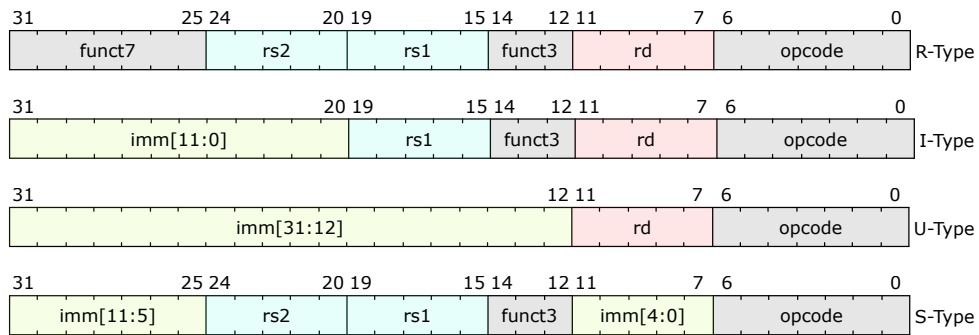 31 25 24 20 19 15 14 12 11 7 6 0
funct7 rs2 rs1 funct3 rd opcode R-Type
31 20 19 15 14 12 11 7 6 0
imm[11:0] rs1 funct3 rd opcode I-Type
31 12 11 7 6 0
imm[31:12] rd opcode U-Type
31 25 24 20 19 15 14 12 11 7 6 0
imm[11:5] rs2 rs1 funct3 imm[4:0] opcode S-Type